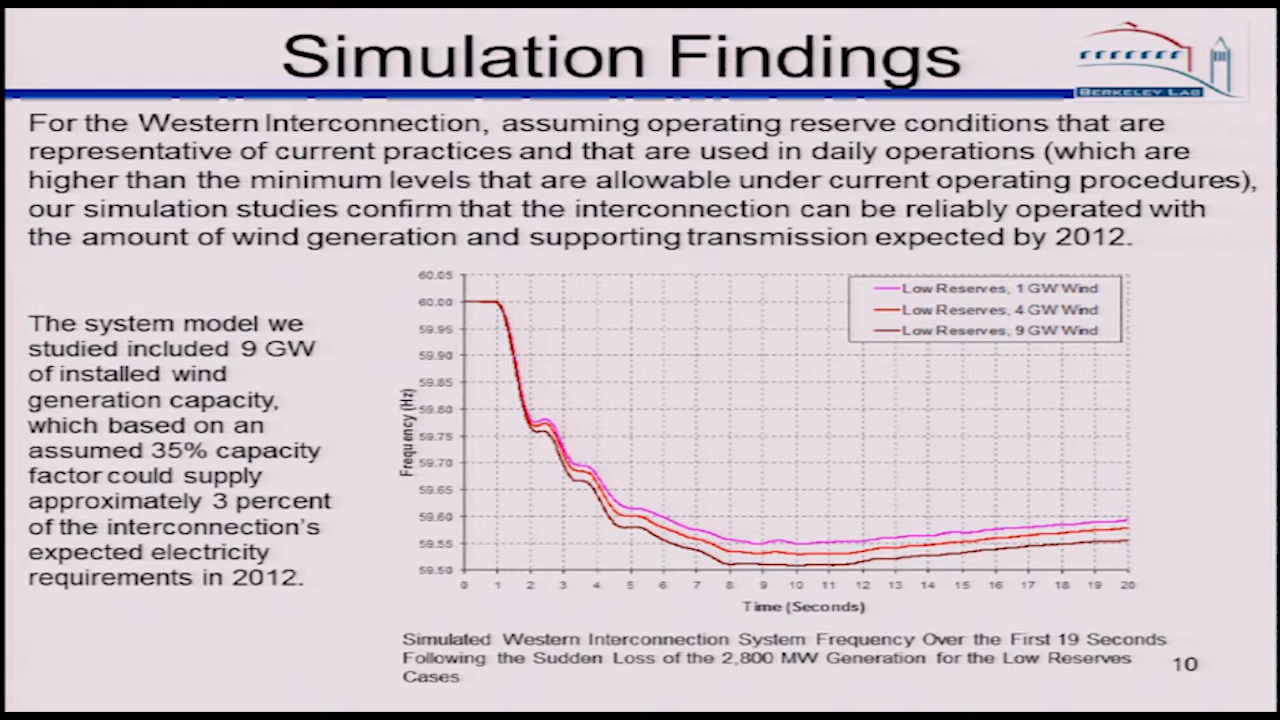 Simulation Findings
BERKELEY LAB
For the Western Interconnection, assuming operating reserve conditions that are
representative of current practices and that are used in daily operations (which are
higher than the minimum levels that are allowable under current operating procedures),
our simulation studies confirm that the interconnection can be reliably operated with
the amount of wind generation and supporting transmission expected by 2012.
The system model we
studied included 9 GW
of installed wind
generation capacity,
which based on an
assumed 35% capacity
factor could supply
approximately 3 percent
of the interconnection's
expected electricity
requirements in 2012.
Low Reserves, 1 GW Wind
Low Reserves, 4 GW Wind
Low Reserves, 9 GW Wind
Frequency (Hz)
60.05
60.00
59.95
59.90
59.85
59.80
59.75
59.70
59.65
59.60
59.55
59.50
0 1 2 3 4 5 6 7 8 9 10 11 12 13 14 15 16 17 18 19 20
Time (Seconds)
Simulated Western Interconnection System Frequency Over the First 19 Seconds
Following the Sudden Loss of the 2,800 MW Generation for the Low Reserves
Cases
10